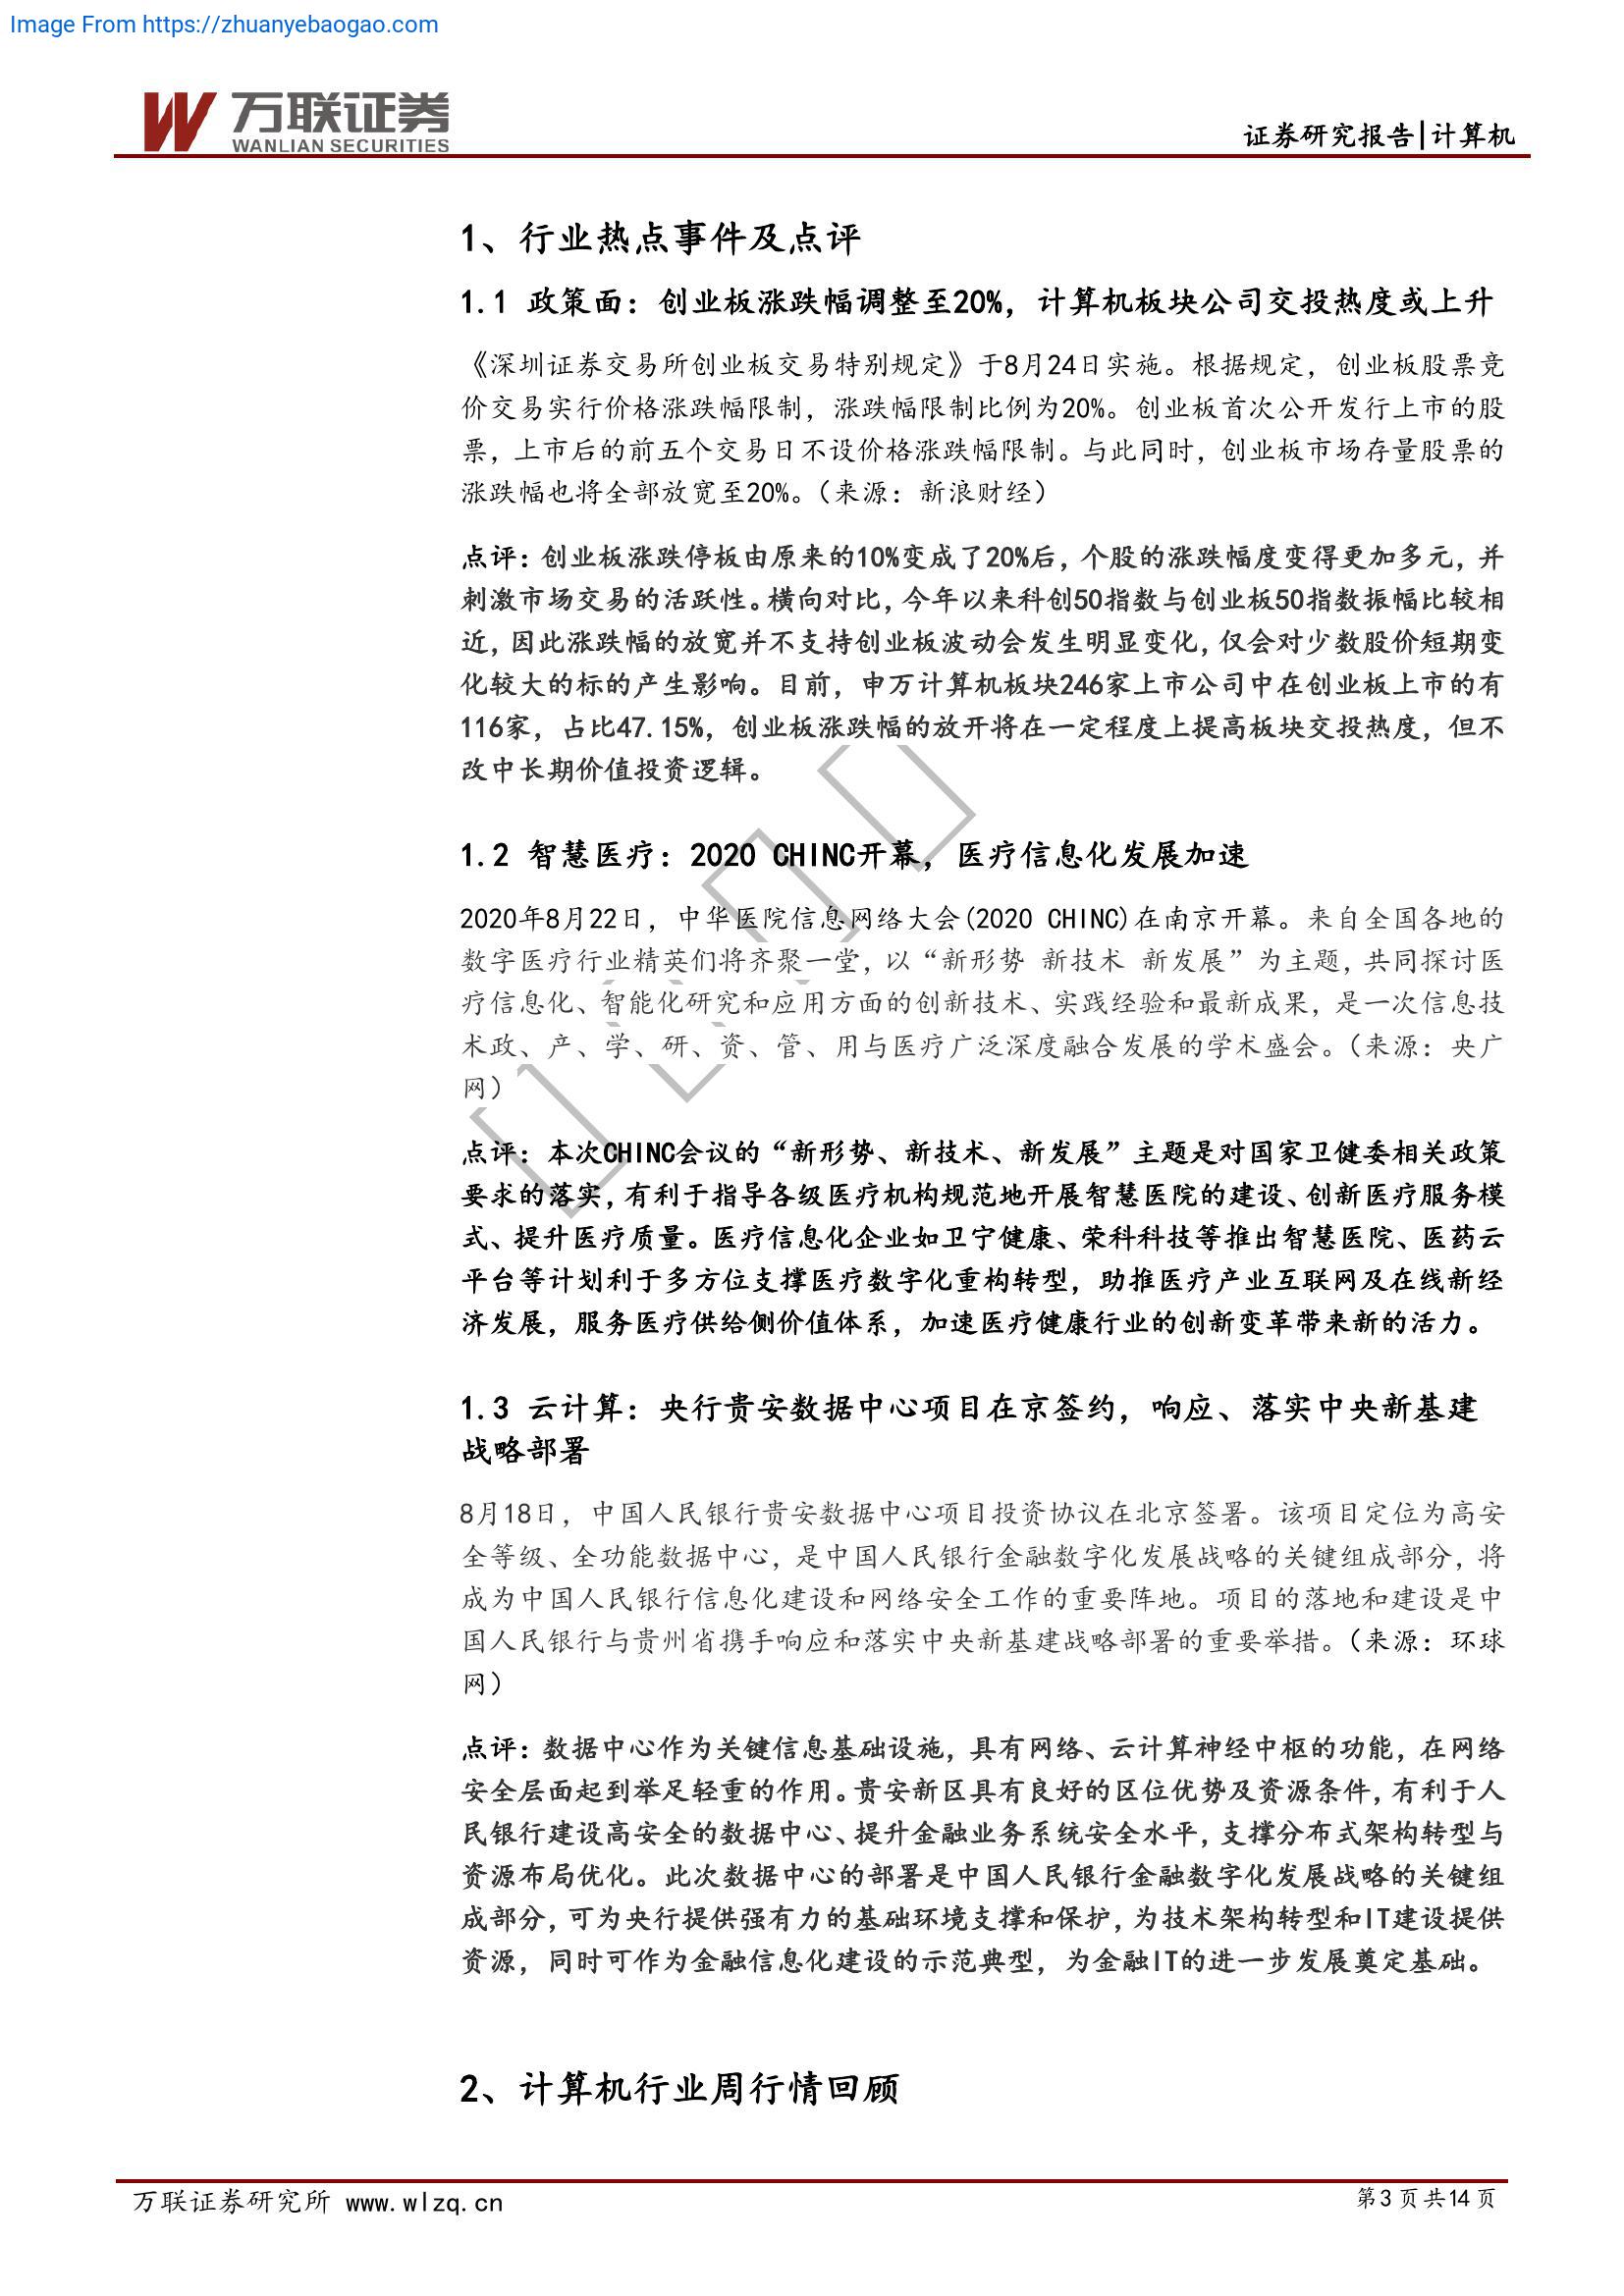 Image From https://zhuanyebaogao.com
万联证券
WANLIAN SECURITIES
证券研究报告|计算机
1、行业热点事件及点评
1.1 政策面：创业板涨跌幅调整至20%，计算机板块公司交投热度或上升
《深圳证券交易所创业板交易特别规定》于8月24日实施。根据规定，创业板股票竞
价交易实行价格涨跌幅限制，涨跌幅限制比例为20%。创业板首次公开发行上市的股
票，上市后的前五个交易日不设价格涨跌幅限制。与此同时，创业板市场存量股票的
涨跌幅也将全部放宽至20%。（来源：新浪财经）
点评：创业板涨跌停板由原来的10%变成了20%后，个股的涨跌幅度变得更加多元，并
刺激市场交易的活跃性。横向对比，今年以来科创50指数与创业板50指数振幅比较相
近，因此涨跌幅的放宽并不支持创业板波动会发生明显变化，仅会对少数股价短期变
化较大的标的产生影响。目前，申万计算机板块246家上市公司中在创业板上市的有
116家，占比47.15%，创业板涨跌幅的放开将在一定程度上提高板块交投热度，但不
改中长期价值投资逻辑。
1.2 智慧医疗：2020 CHINC开幕，医疗信息化发展加速
2020年8月22日，中华医院信息网络大会(2020 CHINC)在南京开幕。来自全国各地的
数字医疗行业精英们将齐聚一堂，以“新形势 新技术 新发展”为主题，共同探讨医
疗信息化、智能化研究和应用方面的创新技术、实践经验和最新成果，是一次信息技
术政、产、学、研、资、管、用与医疗广泛深度融合发展的学术盛会。（来源：央广
网）
点评：本次CHINC会议的“新形势、新技术、新发展”主题是对国家卫健委相关政策
要求的落实，有利于指导各级医疗机构规范地开展智慧医院的建设、创新医疗服务模
式、提升医疗质量。医疗信息化企业如卫宁健康、荣科科技等推出智慧医院、医药云
平台等计划利于多方位支撑医疗数字化重构转型，助推医疗产业互联网及在线新经
济发展，服务医疗供给侧价值体系，加速医疗健康行业的创新变革带来新的活力。
1.3 云计算：央行贵安数据中心项目在京签约，响应、落实中央新基建
战略部署
8月18日，中国人民银行贵安数据中心项目投资协议在北京签署。该项目定位为高安
全等级、全功能数据中心，是中国人民银行金融数字化发展战略的关键组成部分，将
成为中国人民银行信息化建设和网络安全工作的重要阵地。项目的落地和建设是中
国人民银行与贵州省携手响应和落实中央新基建战略部署的重要举措。（来源：环球
网）
点评：数据中心作为关键信息基础设施，具有网络、云计算神经中枢的功能，在网络
安全层面起到举足轻重的作用。贵安新区具有良好的区位优势及资源条件，有利于人
民银行建设高安全的数据中心、提升金融业务系统安全水平，支撑分布式架构转型与
资源布局优化。此次数据中心的部署是中国人民银行金融数字化发展战略的关键组
成部分，可为央行提供强有力的基础环境支撑和保护，为技术架构转型和IT建设提供
资源，同时可作为金融信息化建设的示范典型，为金融IT的进一步发展奠定基础。
2、计算机行业周行情回顾
万联证券研究所 www.wlzq.cn
第3页共14页